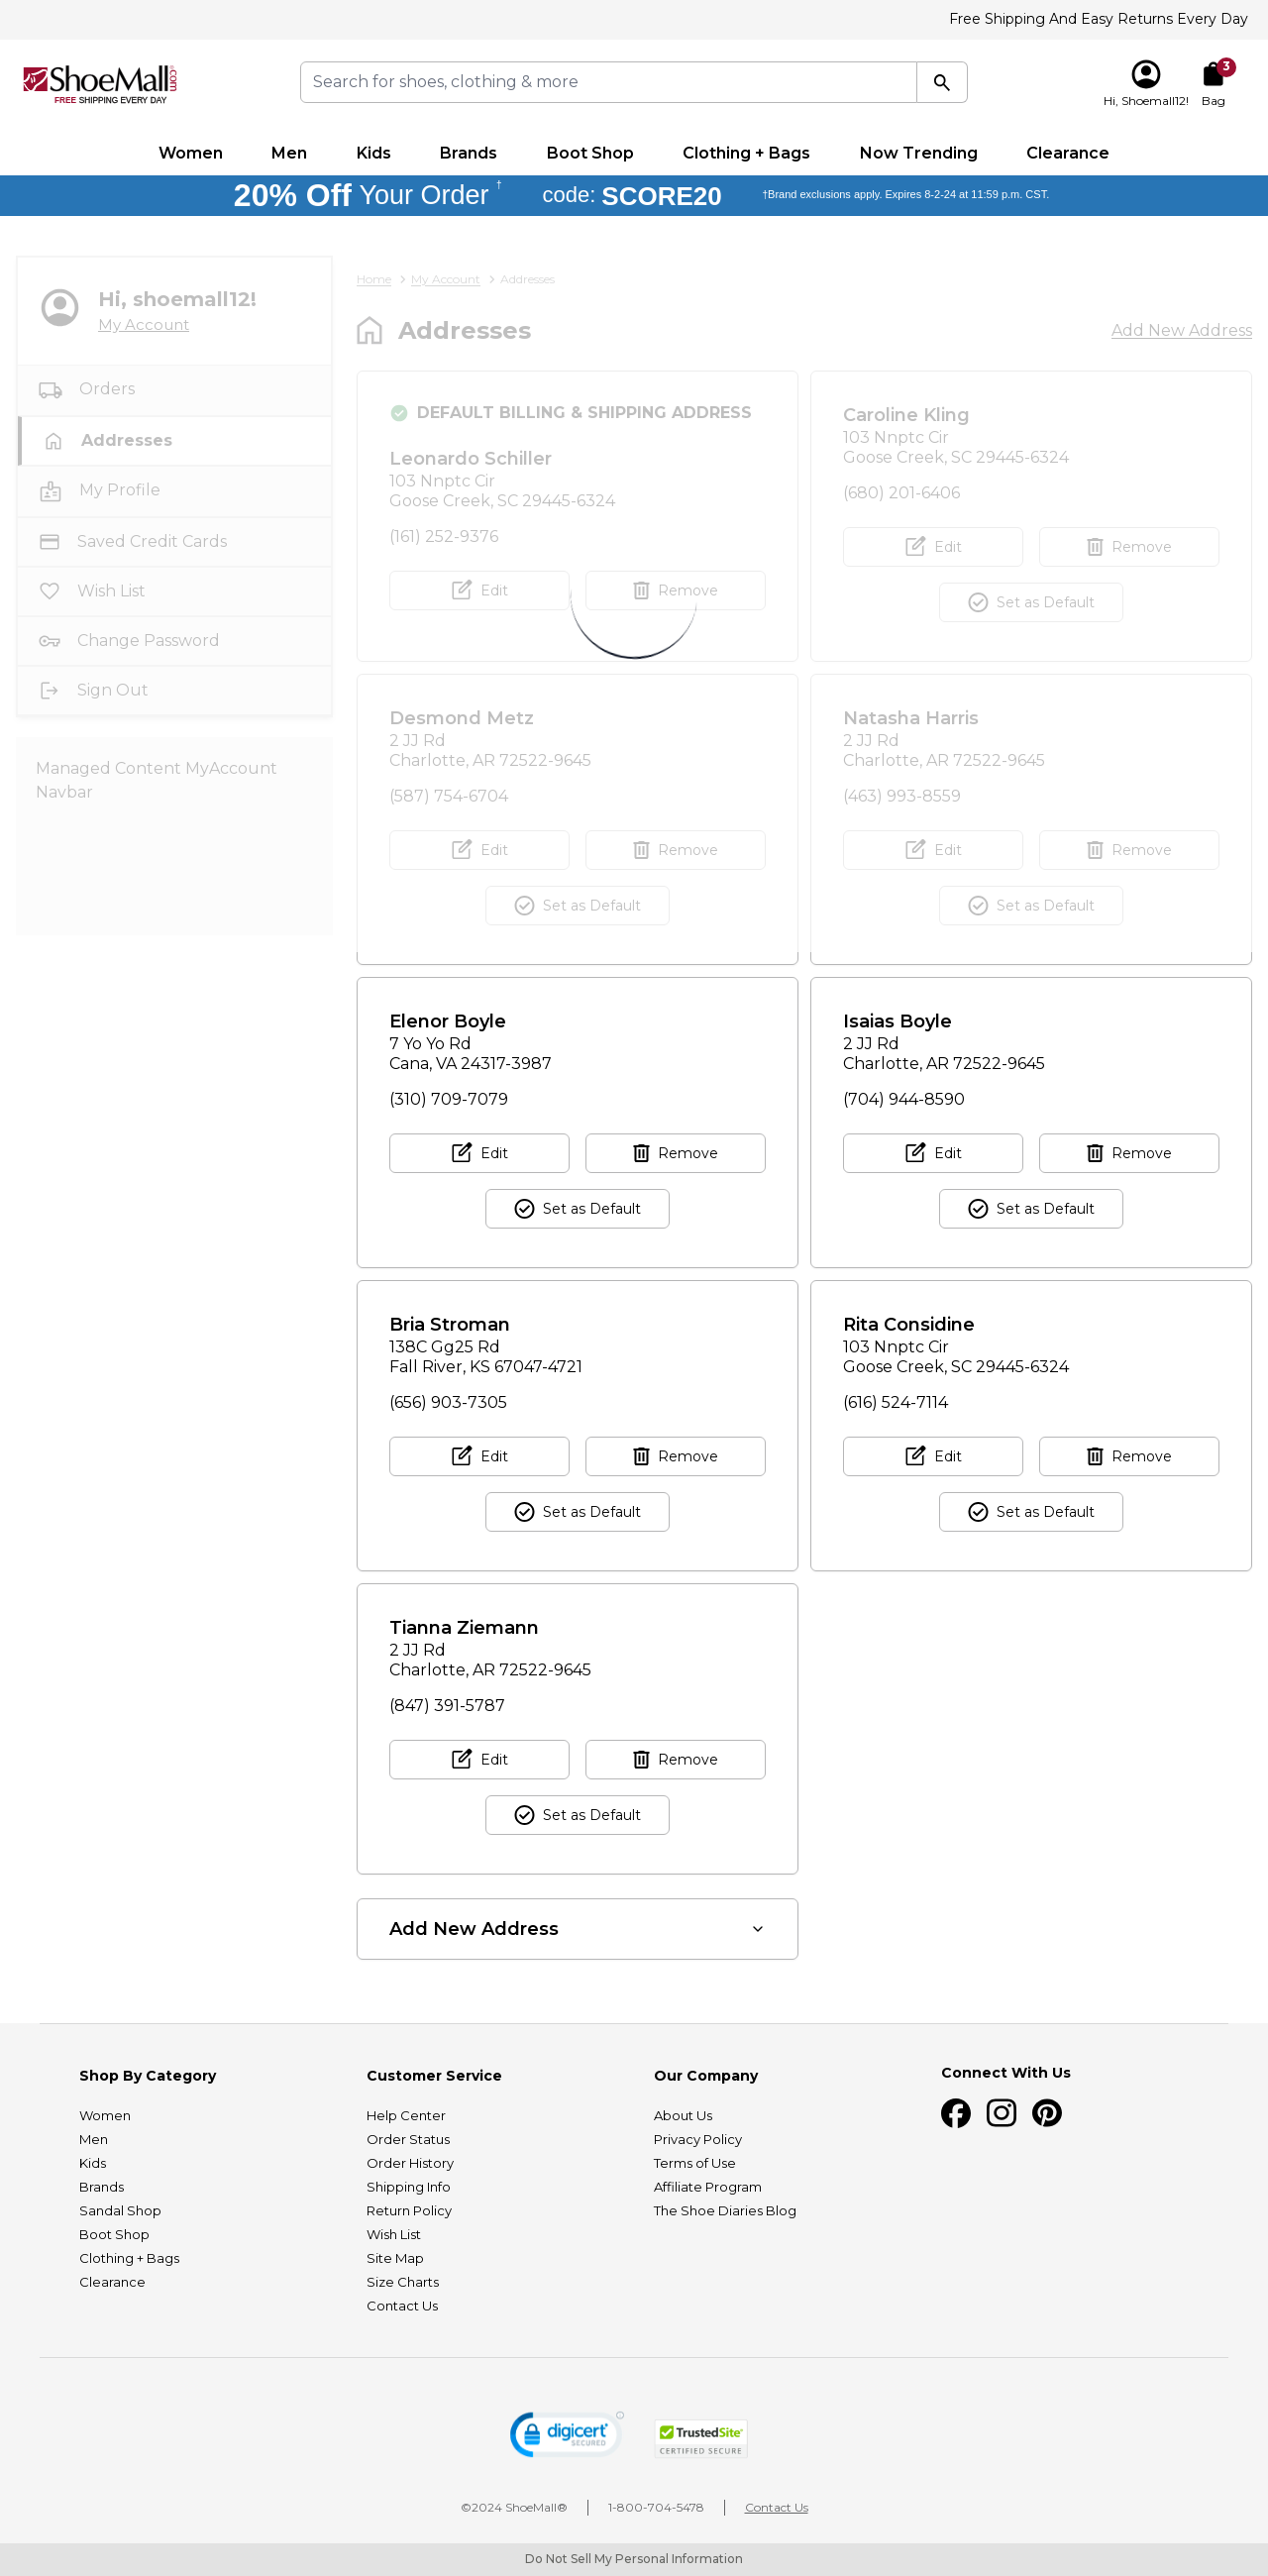 Free Shipping And Easy Returns Every Day
ShoeMall.com
FREE SHIPPING EVERY DAY
Search for shoes, clothing & more
3
Hi, Shoemall12!
Bag
Women Men Kids Brands Boot Shop Clothing + Bags Now Trending Clearance
20% Off Your Order † code: SCORE20 †Brand exclusions apply. Expires 8-2-24 at 11:59 p.m. CST.
Hi, shoemall12!
My Account
Orders
Addresses
My Profile
Saved Credit Cards
Wish List
Change Password
Sign Out
Managed Content MyAccount
Navbar
Home > My Account > Addresses
Addresses
Add New Address
DEFAULT BILLING & SHIPPING ADDRESS
Leonardo Schiller
103 Nnptc Cir
Goose Creek, SC 29445-6324
(161) 252-9376
Edit
Remove
Caroline Kling
103 Nnptc Cir
Goose Creek, SC 29445-6324
(680) 201-6406
Edit
Remove
Set as Default
Desmond Metz
2 JJ Rd
Charlotte, AR 72522-9645
(587) 754-6704
Edit
Remove
Set as Default
Natasha Harris
2 JJ Rd
Charlotte, AR 72522-9645
(463) 993-8559
Edit
Remove
Set as Default
Elenor Boyle
7 Yo Yo Rd
Cana, VA 24317-3987
(310) 709-7079
Edit
Remove
Set as Default
Isaias Boyle
2 JJ Rd
Charlotte, AR 72522-9645
(704) 944-8590
Edit
Remove
Set as Default
Bria Stroman
138C Gg25 Rd
Fall River, KS 67047-4721
(656) 903-7305
Edit
Remove
Set as Default
Rita Considine
103 Nnptc Cir
Goose Creek, SC 29445-6324
(616) 524-7114
Edit
Remove
Set as Default
Tianna Ziemann
2 JJ Rd
Charlotte, AR 72522-9645
(847) 391-5787
Edit
Remove
Set as Default
Add New Address
Shop By Category
Women
Men
Kids
Brands
Sandal Shop
Boot Shop
Clothing + Bags
Clearance
Customer Service
Help Center
Order Status
Order History
Shipping Info
Return Policy
Wish List
Site Map
Size Charts
Contact Us
Our Company
About Us
Privacy Policy
Terms of Use
Affiliate Program
The Shoe Diaries Blog
Connect With Us
digicert
SECURED
TrustedSite
CERTIFIED SECURE
©2024 ShoeMall®
1-800-704-5478
Contact Us
Do Not Sell My Personal Information